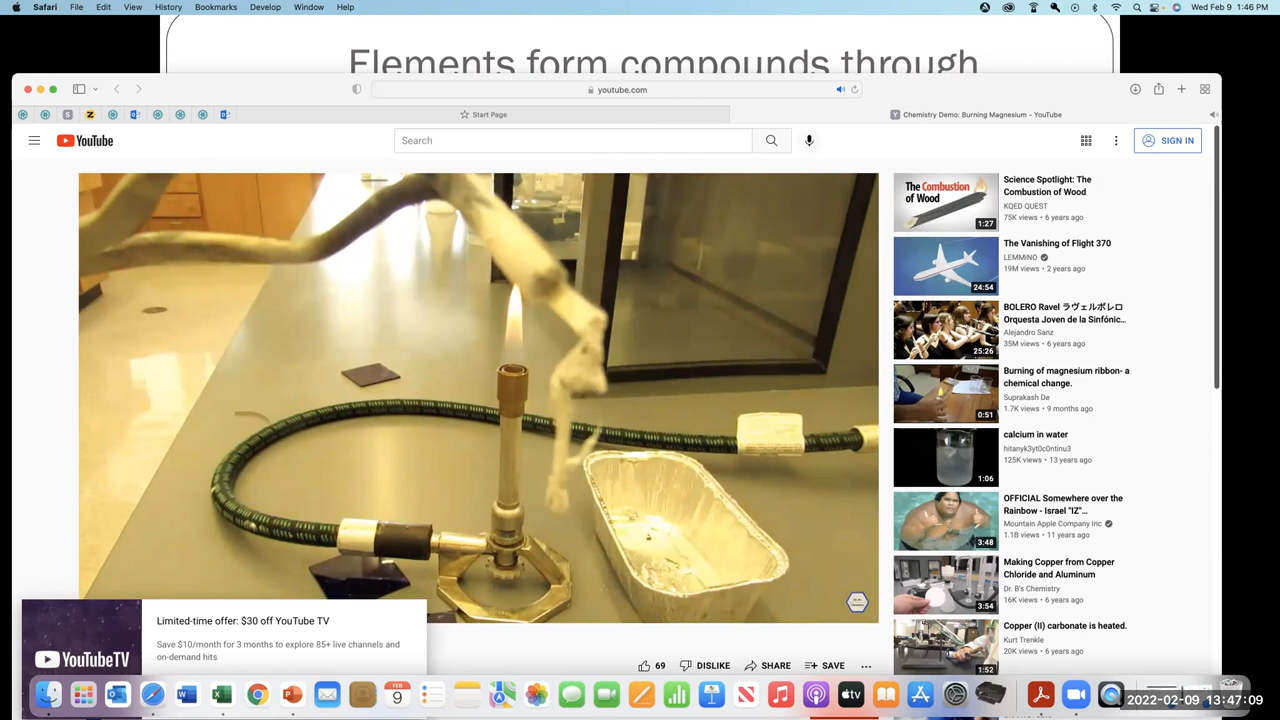 Safari File Edit View History Bookmarks Develop Window Help
Wed Feb 9 1:46 PM
Elements form compounds through
youtube.com
Start Page
Chemistry Demo: Burning Magnesium - YouTube
YouTube
Search
SIGN IN
The Combustion
of Wood
1:27
Science Spotlight: The
Combustion of Wood
KQED QUEST
75K views • 6 years ago
24:54
The Vanishing of Flight 370
LEMMiNO
19M views • 2 years ago
25:26
BOLERO Ravel ラヴェルボレロ
Orquesta Joven de la Sinfónic...
Alejandro Sanz
35M views • 6 years ago
0:51
Burning of magnesium ribbon- a
chemical change.
Suprakash De
1.7K views • 9 months ago
1:06
calcium in water
hitanyk3yt0c0ntinu3
125K views • 13 years ago
3:48
OFFICIAL Somewhere over the
Rainbow - Israel "IZ"...
Mountain Apple Company Inc
1.1B views • 11 years ago
3:54
Making Copper from Copper
Chloride and Aluminum
Dr. B's Chemistry
16K views • 6 years ago
1:52
Copper (II) carbonate is heated.
Kurt Trenkle
20K views • 6 years ago
YouTubeTV
Limited-time offer: $30 off YouTube TV
Save $10/month for 3 months to explore 85+ live channels and
on-demand hits
69 DISLIKE SHARE SAVE
FEB
9
tv
2022-02-09 13:47:09